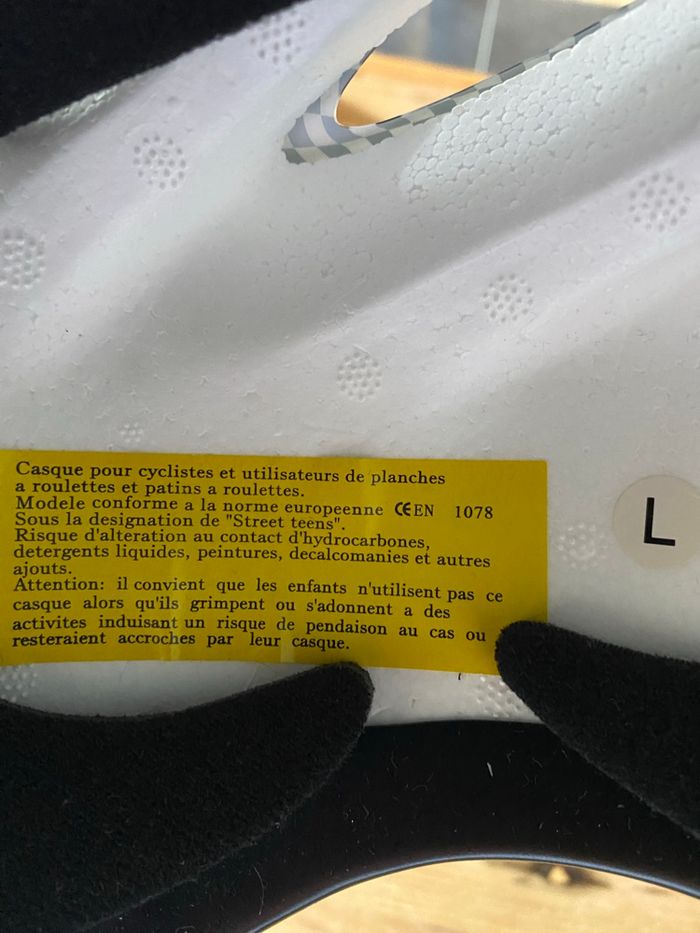 Casque pour cyclistes et utilisateurs de planches
a roulettes et patins a roulettes.
Modele conforme a la norme europeenne CE EN 1078
Sous la designation de "Street teens".
Risque d'alteration au contact d'hydrocarbones,
detergents liquides, peintures, decalcomanies et autres
ajouts.
Attention: il convient que les enfants n'utilisent pas ce
casque alors qu'ils grimpent ou s'adonnent a des
activites induisant un risque de pendaison au cas ou
resteraient accroches par leur casque.
L